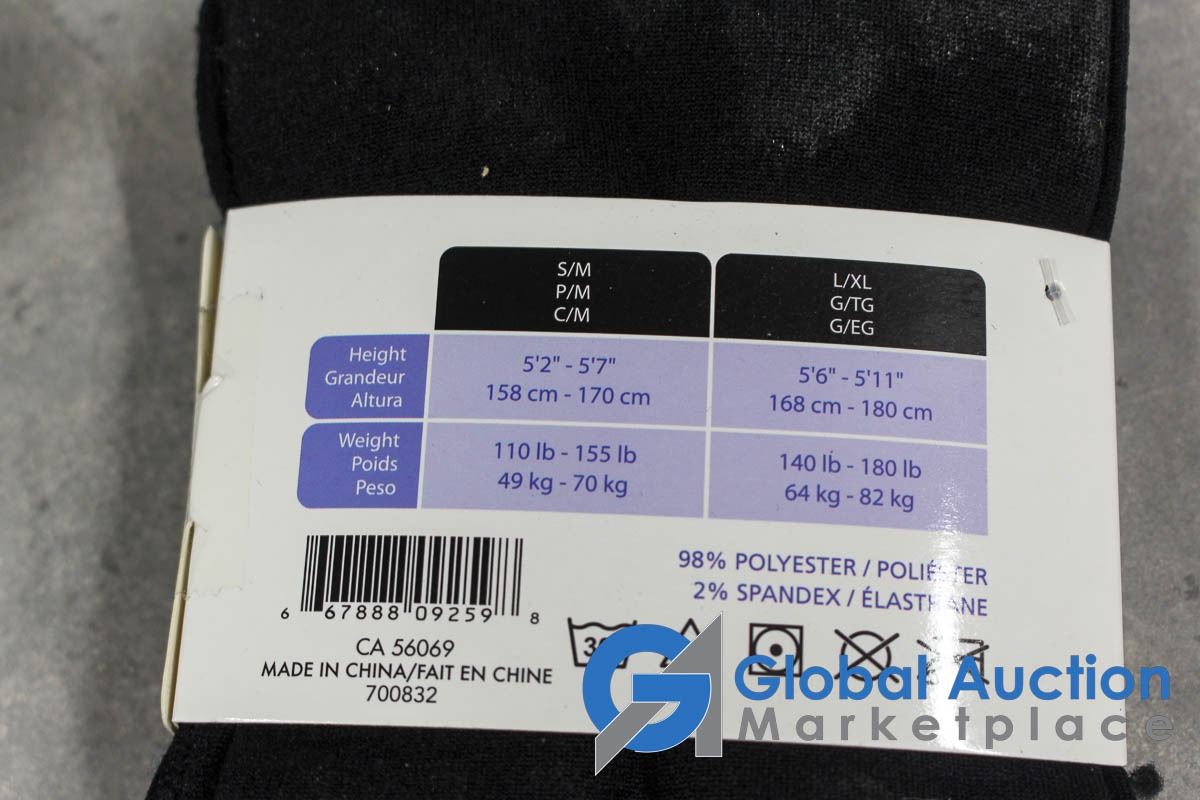 S/M
P/M
C/M
L/XL
G/TG
G/EG
Height
Grandeur
Altura
5'2" - 5'7"
158 cm - 170 cm
5'6" - 5'11"
168 cm - 180 cm
Weight
Poids
Peso
110 lb - 155 lb
49 kg - 70 kg
140 lb - 180 lb
64 kg - 82 kg
98% POLYESTER / POLIÉSTER
2% SPANDEX / ÉLASTHANE
6 67888 09259 8
CA 56069
MADE IN CHINA/FAIT EN CHINE
700832
Global Auction
Marketplace